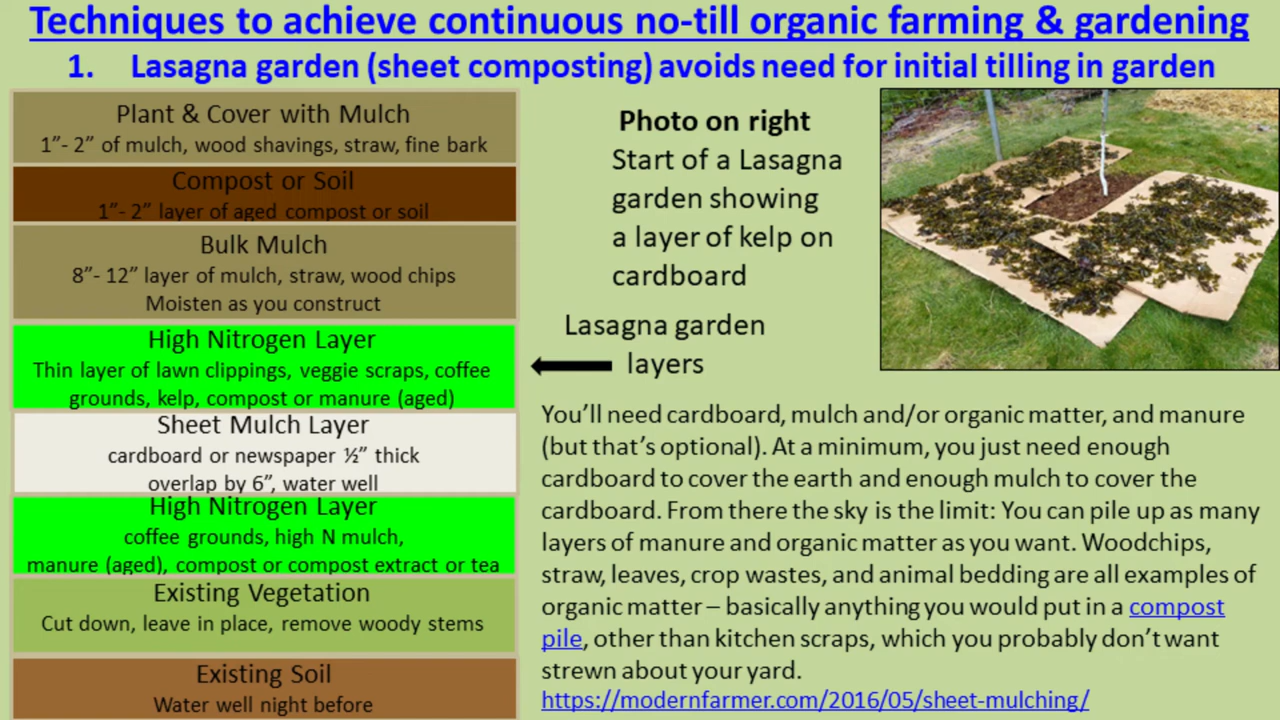 Techniques to achieve continuous no-till organic farming & gardening
1. Lasagna garden (sheet composting) avoids need for initial tilling in garden
Plant & Cover with Mulch
1”- 2” of mulch, wood shavings, straw, fine bark
Compost or Soil
1”- 2” layer of aged compost or soil
Bulk Mulch
8”- 12” layer of mulch, straw, wood chips
Moisten as you construct
High Nitrogen Layer
Thin layer of lawn clippings, veggie scraps, coffee
grounds, kelp, compost or manure (aged)
Sheet Mulch Layer
cardboard or newspaper ½” thick
overlap by 6”, water well
High Nitrogen Layer
coffee grounds, high N mulch,
manure (aged), compost or compost extract or tea
Existing Vegetation
Cut down, leave in place, remove woody stems
Existing Soil
Water well night before
Photo on right
Start of a Lasagna
garden showing
a layer of kelp on
cardboard
Lasagna garden
layers
You’ll need cardboard, mulch and/or organic matter, and manure
(but that’s optional). At a minimum, you just need enough
cardboard to cover the earth and enough mulch to cover the
cardboard. From there the sky is the limit: You can pile up as many
layers of manure and organic matter as you want. Woodchips,
straw, leaves, crop wastes, and animal bedding are all examples of
organic matter – basically anything you would put in a compost
pile, other than kitchen scraps, which you probably don’t want
strewn about your yard.
https://modernfarmer.com/2016/05/sheet-mulching/